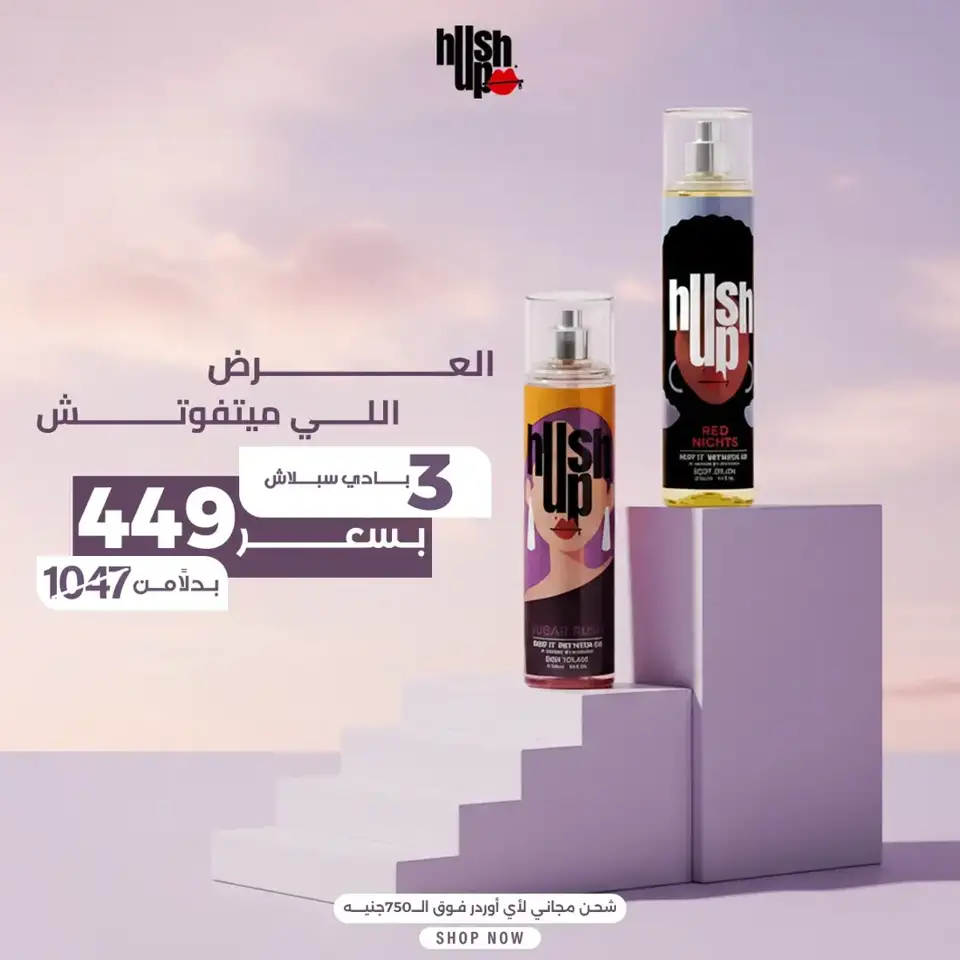 hush
up
العرض
اللي ميتفوتش
3 بادي سبلاش
بسعر 449
بدلاً من 1047
hush
up
RED
NIGHTS
hush
up
شحن مجاني لأي أوردر فوق الـ750جنيه
SHOP NOW